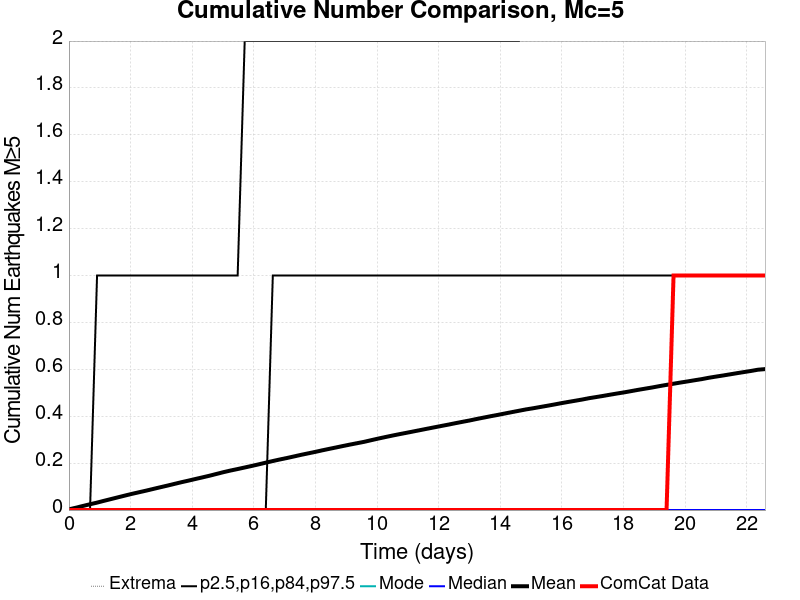 Cumulative Number Comparison, Mc=5
Cumulative Num Earthquakes M≥5
2
1.8
1.6
1.4
1.2
1
0.8
0.6
0.4
0.2
0
0 2 4 6 8 10 12 14 16 18 20 22
Time (days)
Extrema p2.5,p16,p84,p97.5 Mode Median Mean ComCat Data